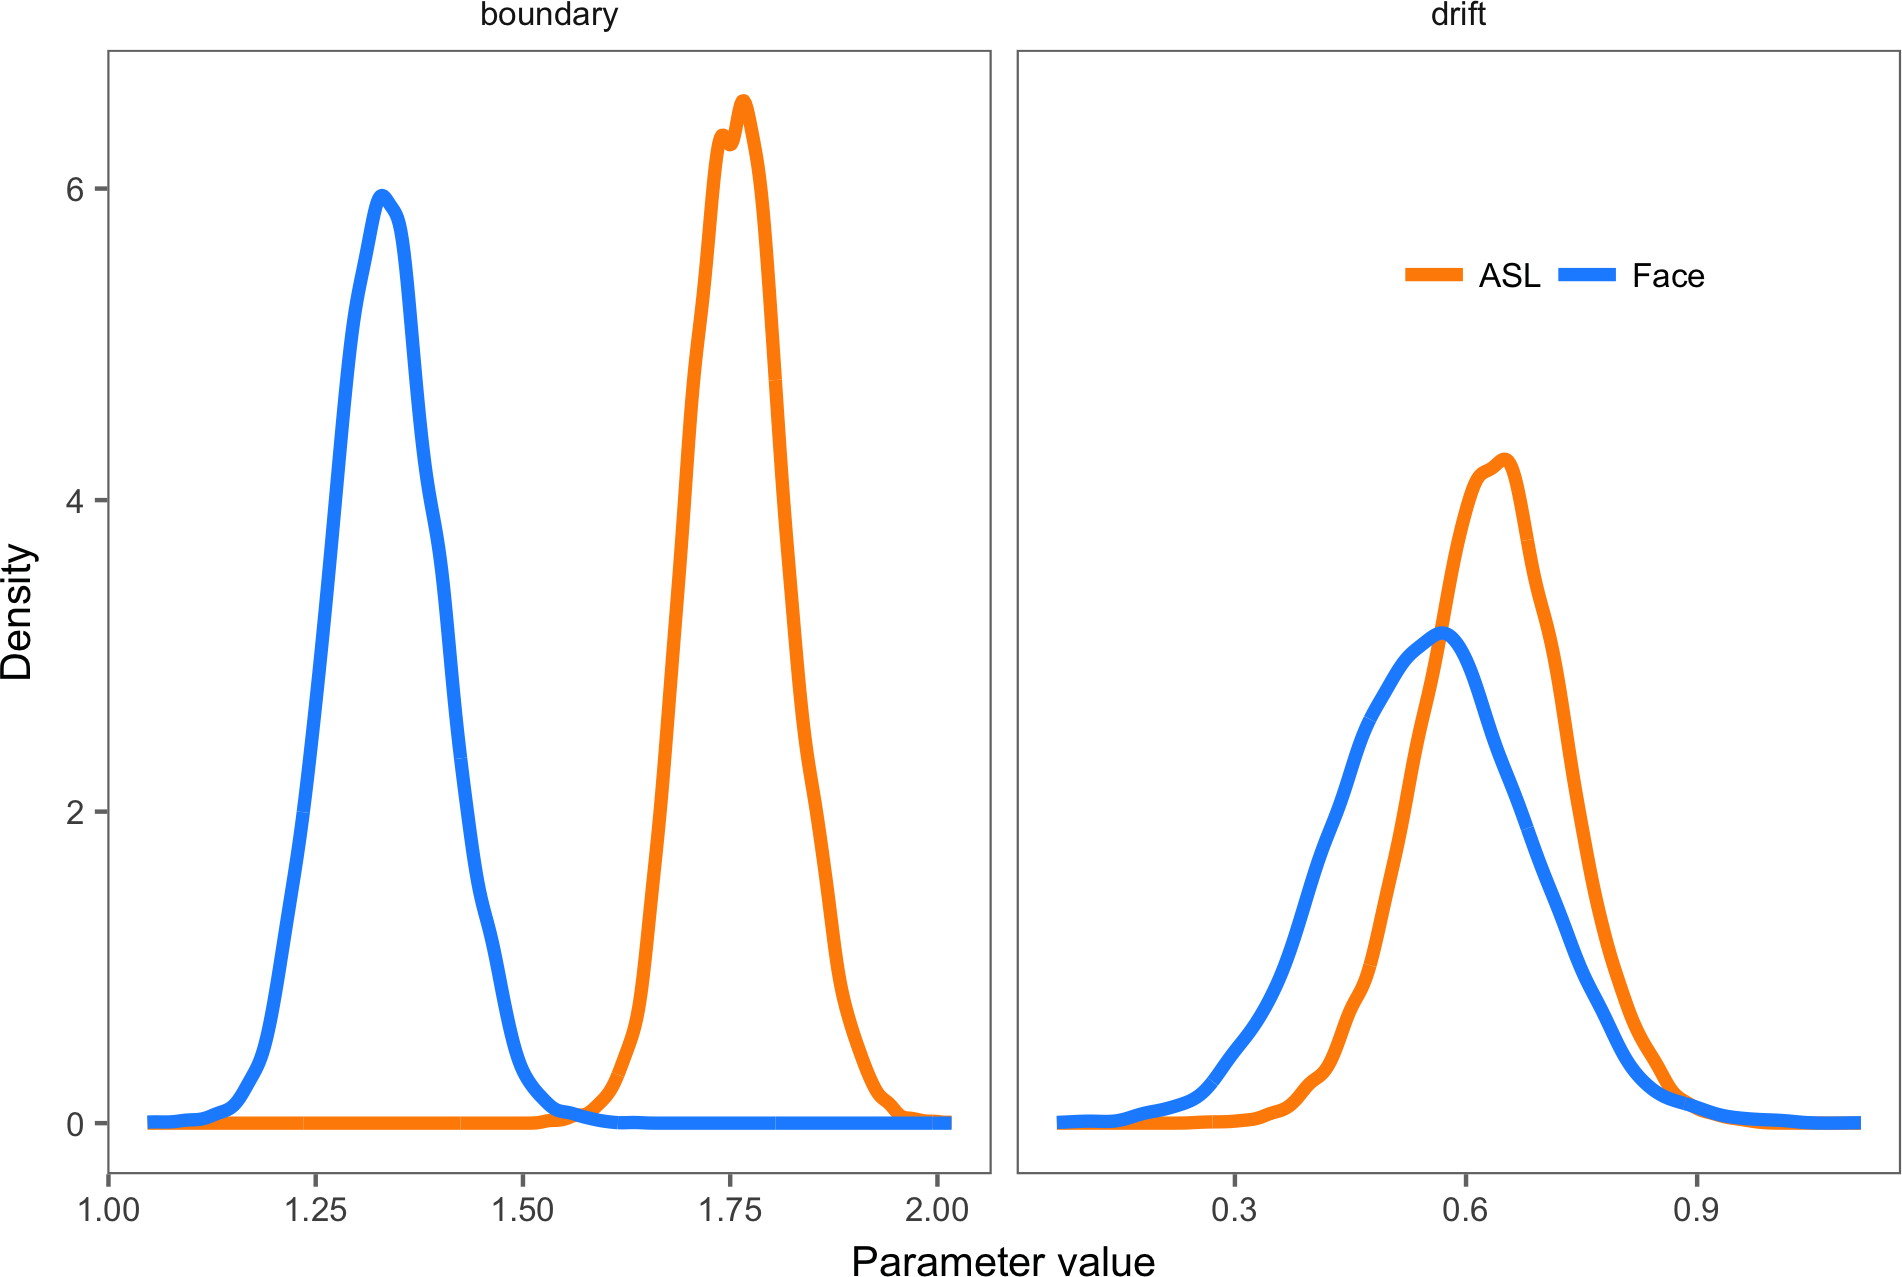 boundary drift
6
ASL Face
4
Density
2
0
1.00 1.25 1.50 1.75 2.00 0.3 0.6 0.9
Parameter value